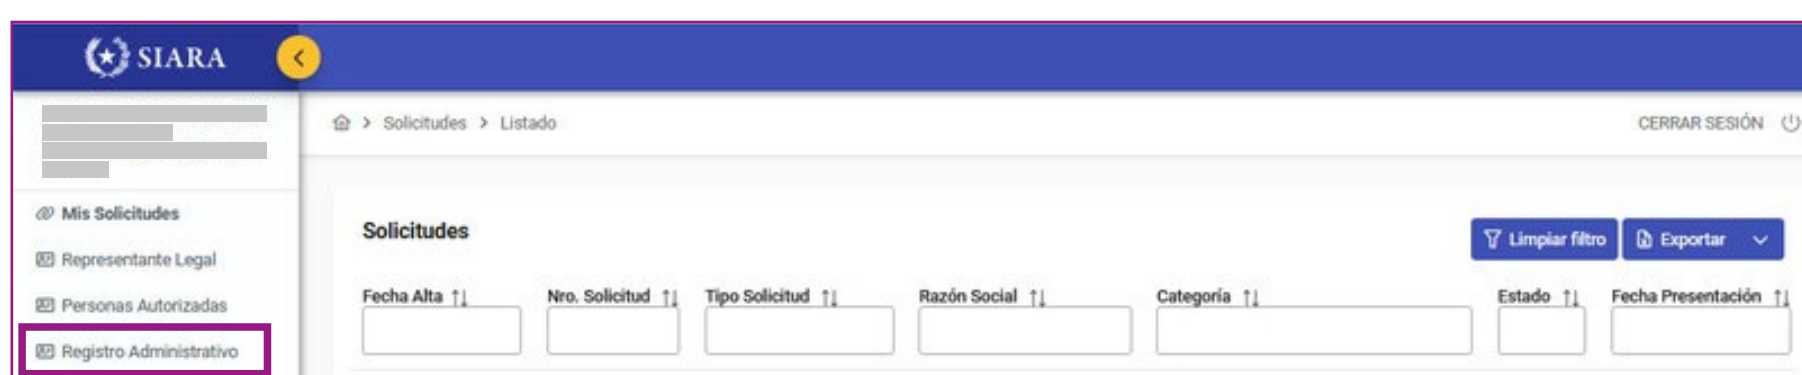 SIARA
Solicitudes > Listado
CERRAR SESIÓN
Mis Solicitudes
Representante Legal
Personas Autorizadas
Registro Administrativo
Solicitudes
Limpiar filtro
Exportar
Fecha Alta Nro. Solicitud Tipo Solicitud Razón Social Categoría Estado Fecha Presentación